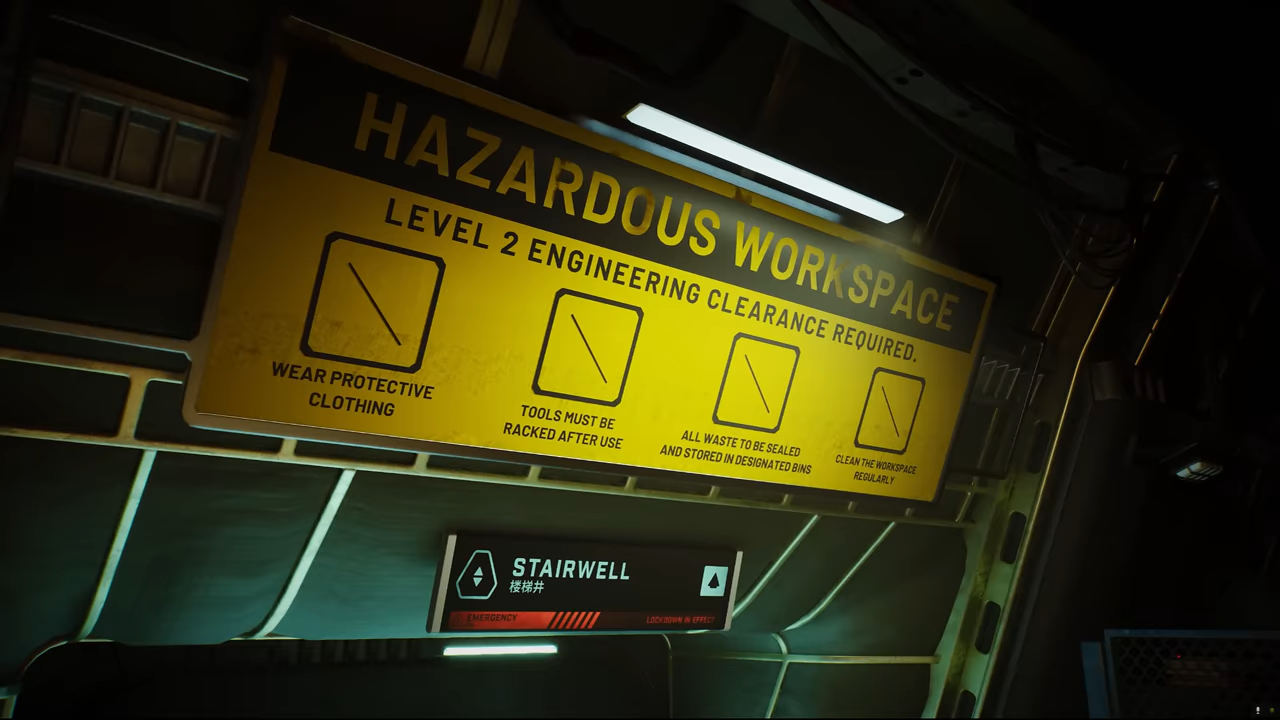 HAZARDOUS WORKSPACE
LEVEL 2 ENGINEERING CLEARANCE REQUIRED.
WEAR PROTECTIVE
CLOTHING
TOOLS MUST BE
RACKED AFTER USE
ALL WASTE TO BE SEALED
AND STORED IN DESIGNATED BINS
CLEAN THE WORKSPACE
REGULARLY
STAIRWELL
楼梯井
EMERGENCY
LOCKDOWN IN EFFECT